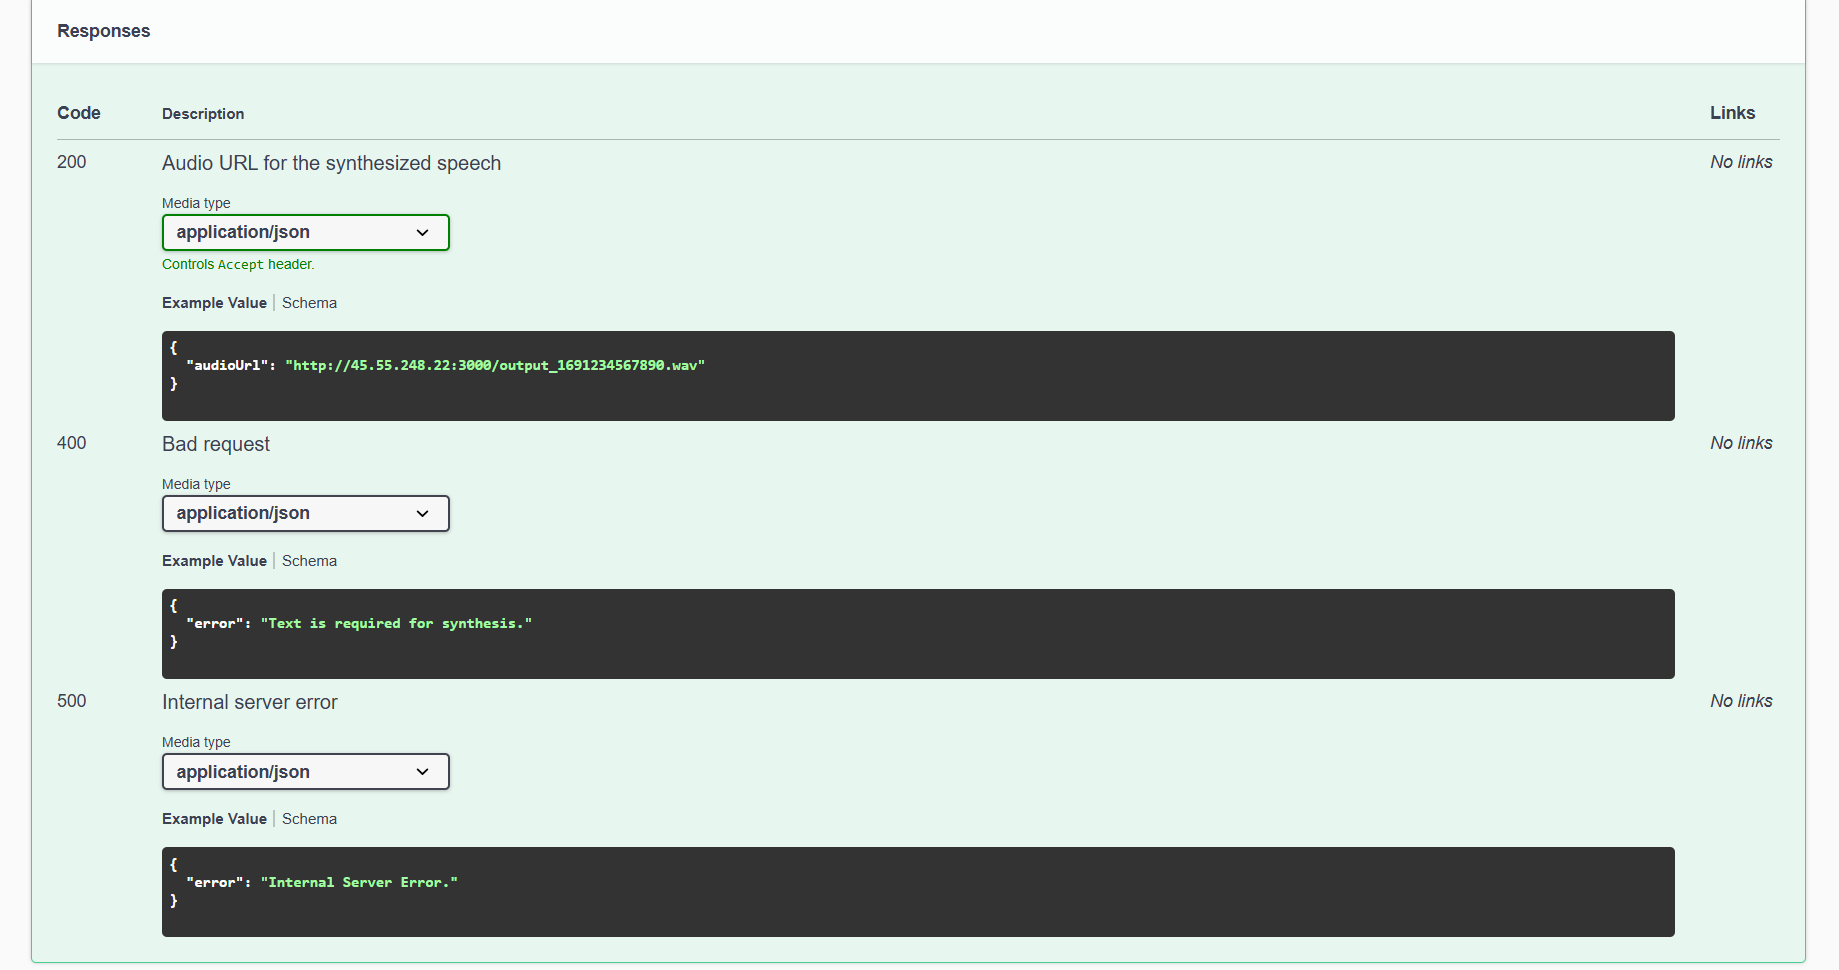 Responses
Code Description Links
200 Audio URL for the synthesized speech No links
Media type
application/json
Controls Accept header.
Example Value Schema
{
"audioUrl": "http://45.55.248.22:3000/output_1691234567890.wav"
}
400 Bad request No links
Media type
application/json
Example Value Schema
{
"error": "Text is required for synthesis."
}
500 Internal server error No links
Media type
application/json
Example Value Schema
{
"error": "Internal Server Error."
}